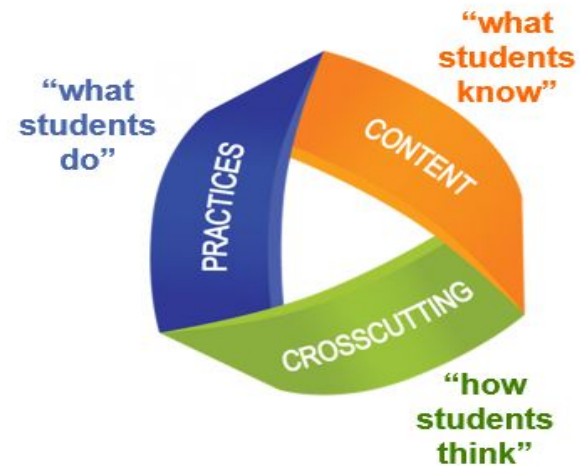 “what
students
know”
“what
students
do”
PRACTICES
CONTENT
CROSSCUTTING
“how
students
think”